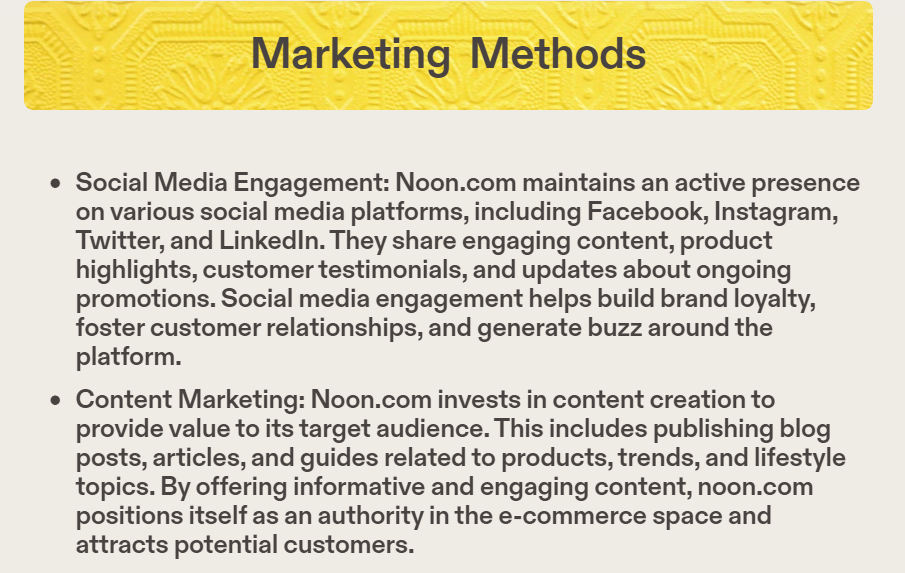 Marketing Methods
• Social Media Engagement: Noon.com maintains an active presence
on various social media platforms, including Facebook, Instagram,
Twitter, and LinkedIn. They share engaging content, product
highlights, customer testimonials, and updates about ongoing
promotions. Social media engagement helps build brand loyalty,
foster customer relationships, and generate buzz around the
platform.
• Content Marketing: Noon.com invests in content creation to
provide value to its target audience. This includes publishing blog
posts, articles, and guides related to products, trends, and lifestyle
topics. By offering informative and engaging content, noon.com
positions itself as an authority in the e-commerce space and
attracts potential customers.